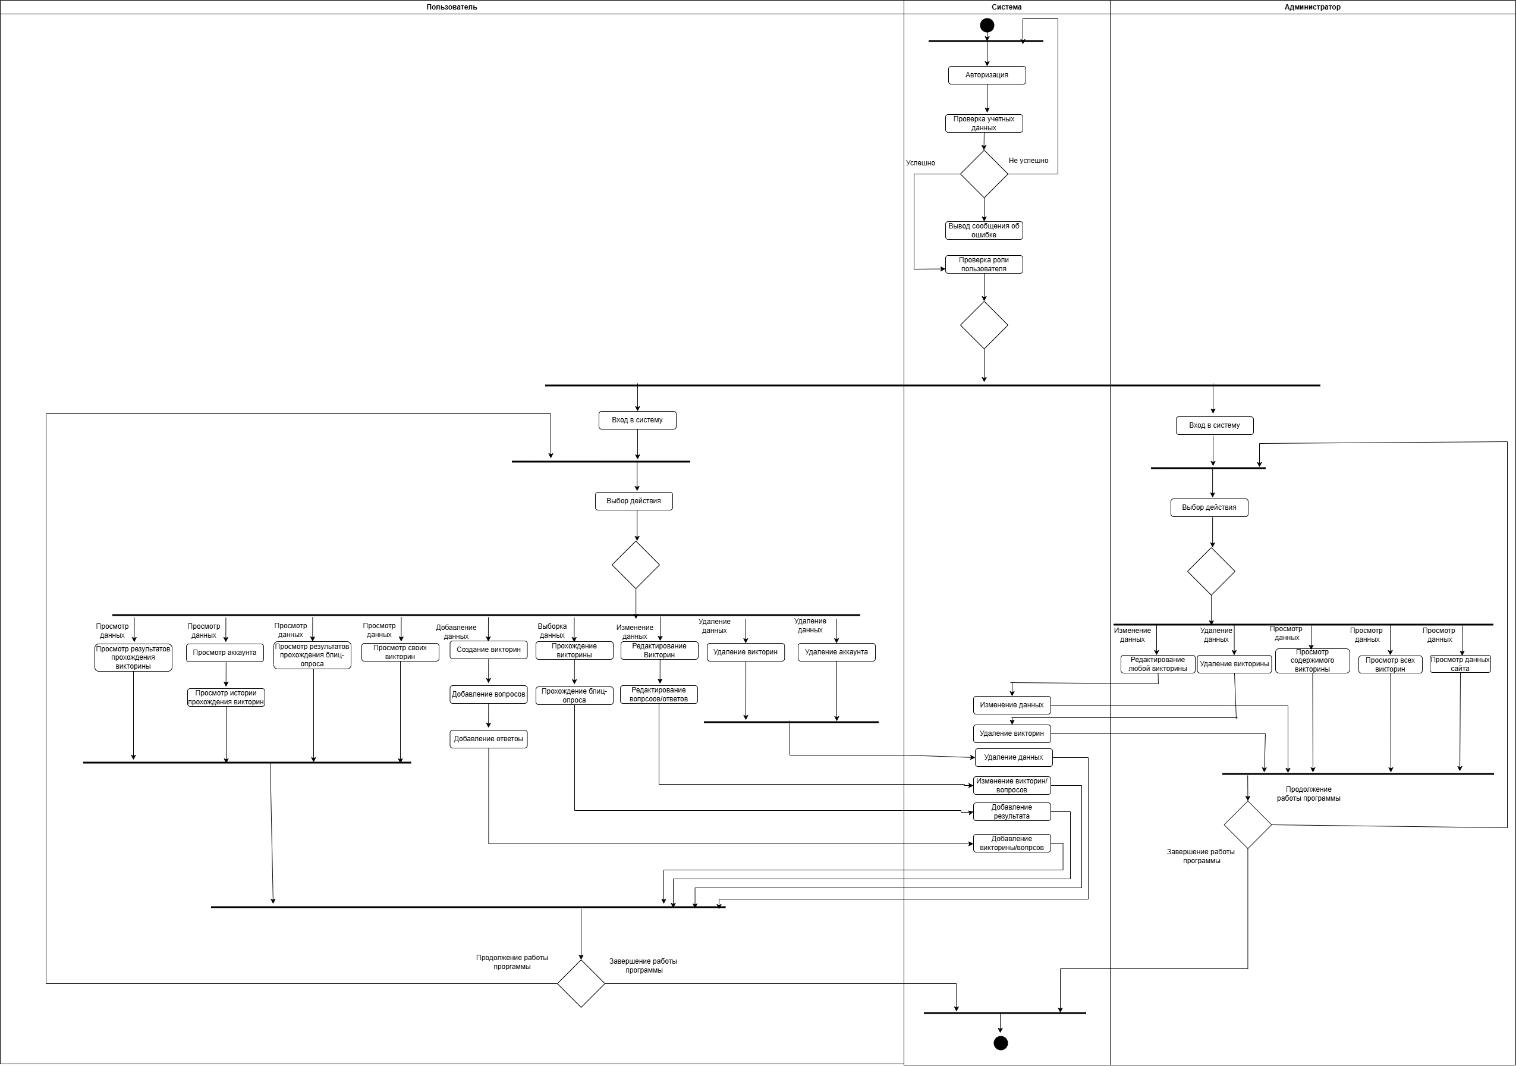 Пользователь
Система
Администратор
Авторизация
Проверка учетных
данных
Успешно
Не успешно
Вывод сообщения об
ошибке
Проверка роли
пользователя
Вход в систему
Вход в систему
Выбор действия
Выбор действия
Просмотр
данных
Просмотр
данных
Просмотр
данных
Просмотр
данных
Добавление
данных
Выборка
данных
Изменение
данных
Удаление
данных
Удаление
данных
Изменение
данных
Удаление
данных
Просмотр
данных
Просмотр
данных
Просмотр
данных
Просмотр результатов
прохождения
викторины
Просмотр аккаунта
Просмотр результатов
прохождения блиц-
опроса
Просмотр своих
викторин
Создание викторин
Прохождение
викторины
Редактирование
Викторин
Удаление викторин
Удаление аккаунта
Редактирование
любой викторины
Удаление викторины
Просмотр
содержимого
викторины
Просмотр всех
викторин
Просмотр данных
сайта
Просмотр истории
прохождения викторин
Добавление вопросов
Прохождение блиц-
опроса
Редактирование
вопрсоов/ответов
Добавление ответоы
Изменение данных
Удаление викторин
Удаление данных
Изменение викторин/
вопросов
Добавление
результата
Добавление
викторины/вопрсов
Продолжение
работы программы
Завершение работы
программы
Продолжение работы
проргаммы
Завершение работы
программы